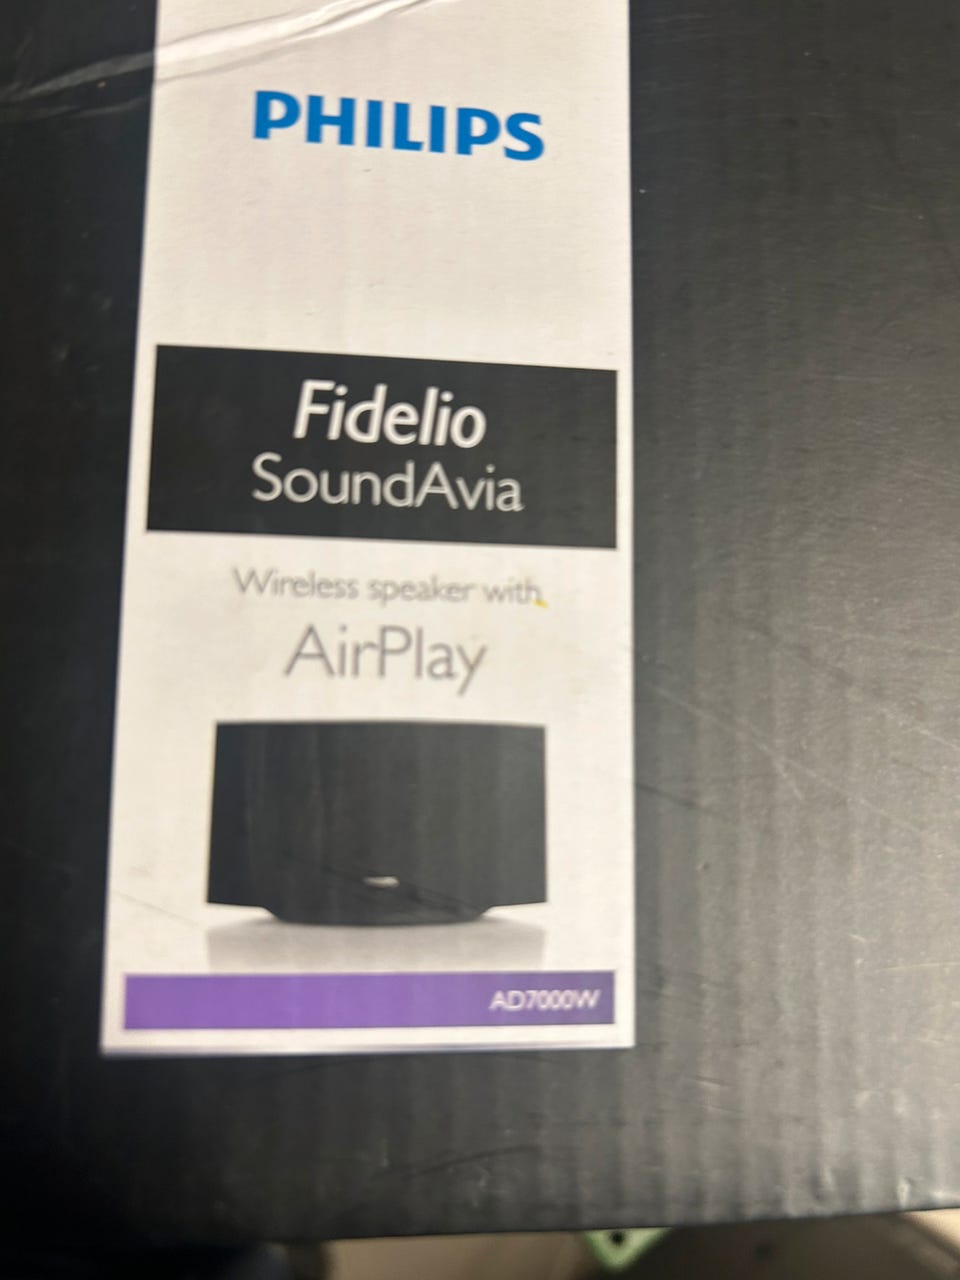 PHILIPS
Fidelio
SoundAvia
Wireless speaker with
AirPlay
AD7000W